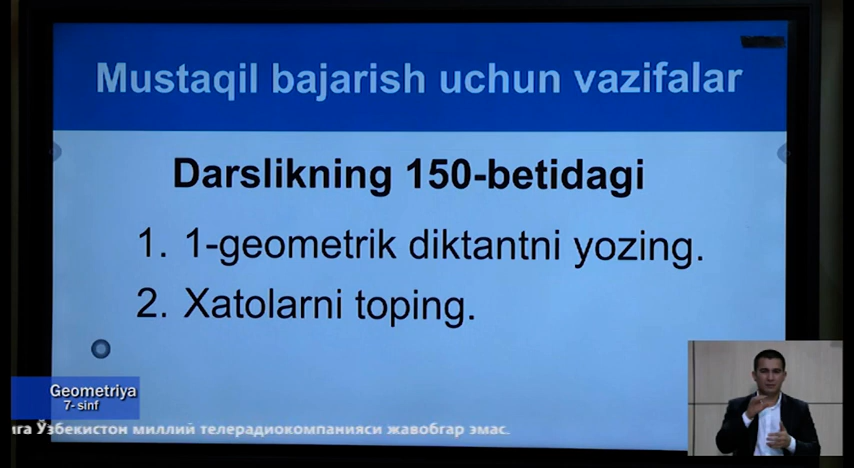 Mustaqil bajarish uchun vazifalar
Darslikning 150-betidagi
1. 1-geometrik diktantni yozing.
2. Xatolarni toping.
Geometriya
7- sinf
Ўзбекистон миллий телерадиокомпанияси жавобгар эмас.